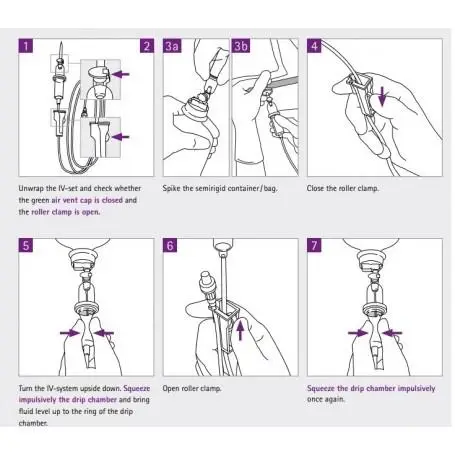 1
2
3a
3b
4
Unwrap the IV-set and check whether
the green air vent cap is closed and
the roller clamp is open.
Spike the semirigid container/bag.
Close the roller clamp.
5
6
7
Turn the IV-system upside down. Squeeze
impulsively the drip chamber and bring
fluid level up to the ring of the drip
chamber.
Open roller clamp.
Squeeze the drip chamber impulsively
once again.